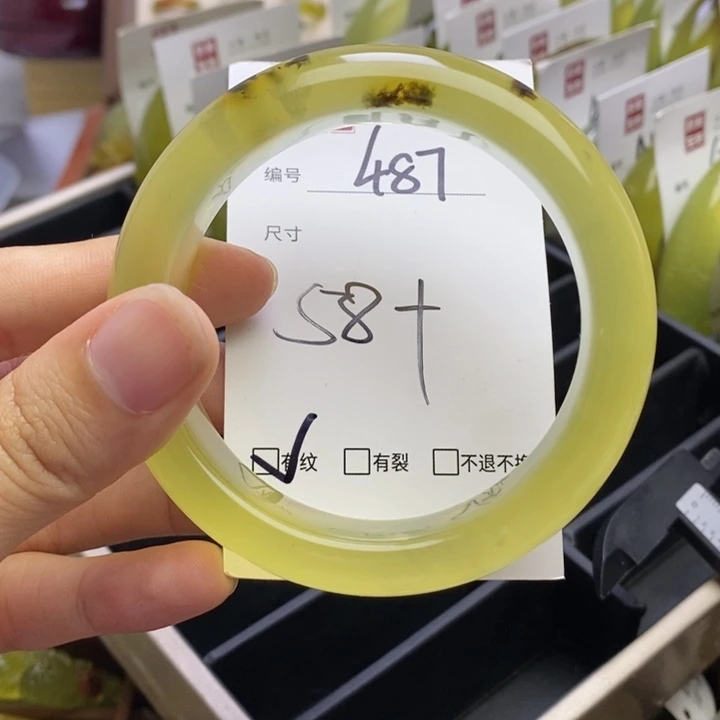 编号 487
尺寸
58+
有纹 有裂 不退不